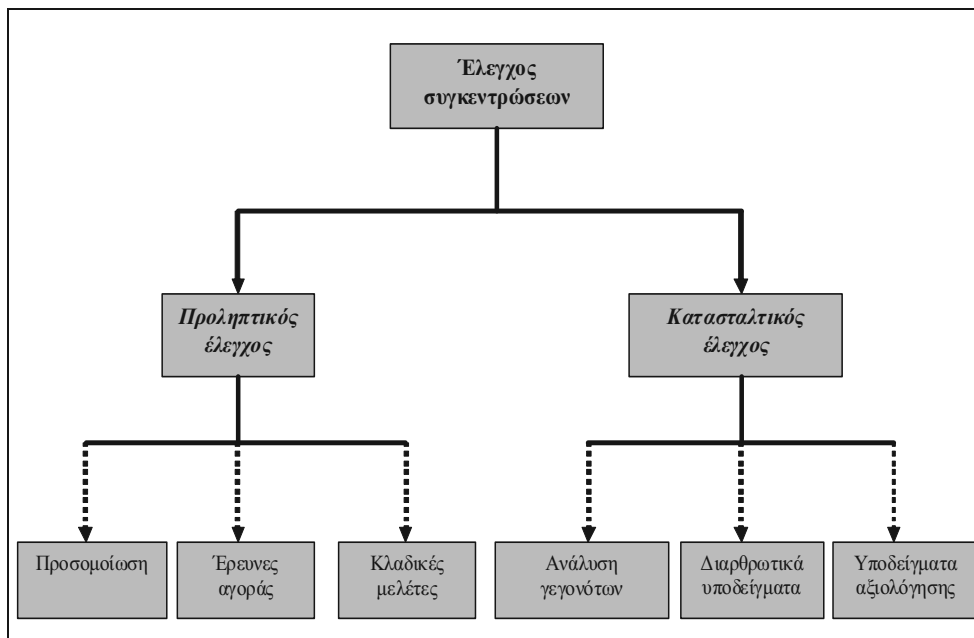 Έλεγχος
συγκεντρώσεων
Προληπτικός
έλεγχος
Κατασταλτικός
έλεγχος
Προσομοίωση
Έρευνες
αγοράς
Κλαδικές
μελέτες
Ανάλυση
γεγονότων
Διαρθρωτικά
υποδείγματα
Υποδείγματα
αξιολόγησης